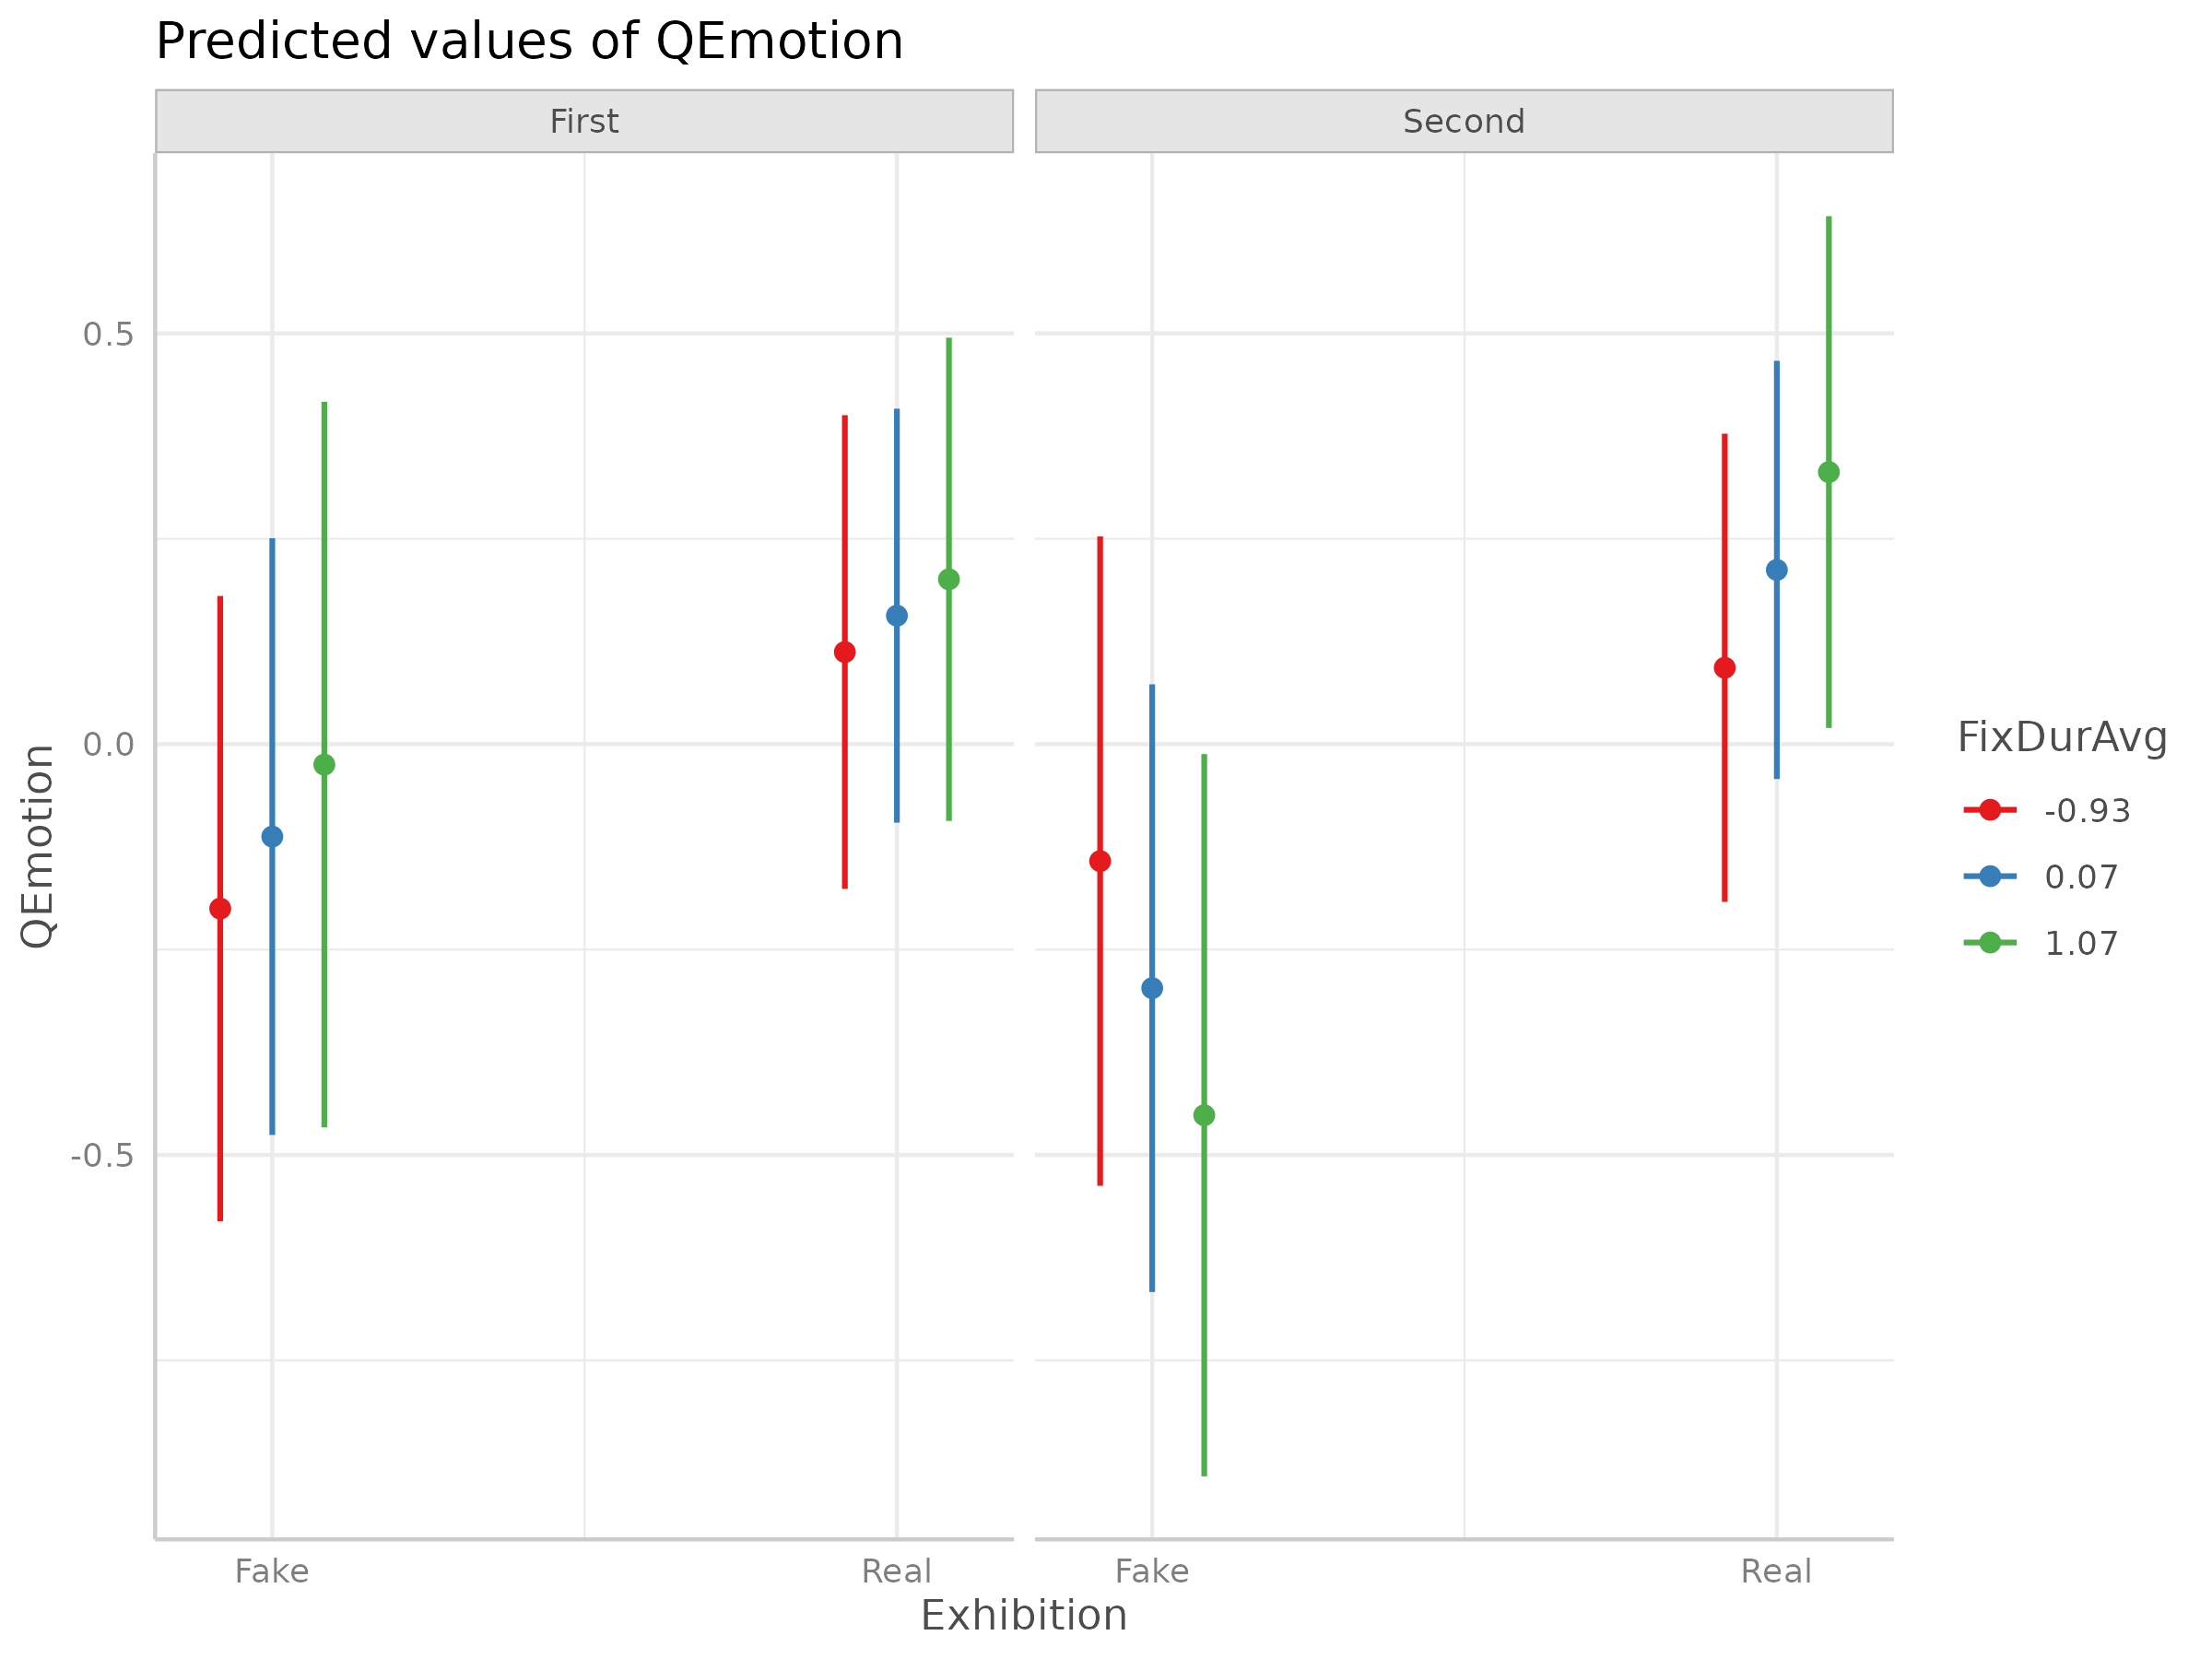 Predicted values of QEmotion
First
Second
0.5
0.0
-0.5
QEmotion
Fake
Real
Fake
Real
Exhibition
FixDurAvg
-0.93
0.07
1.07